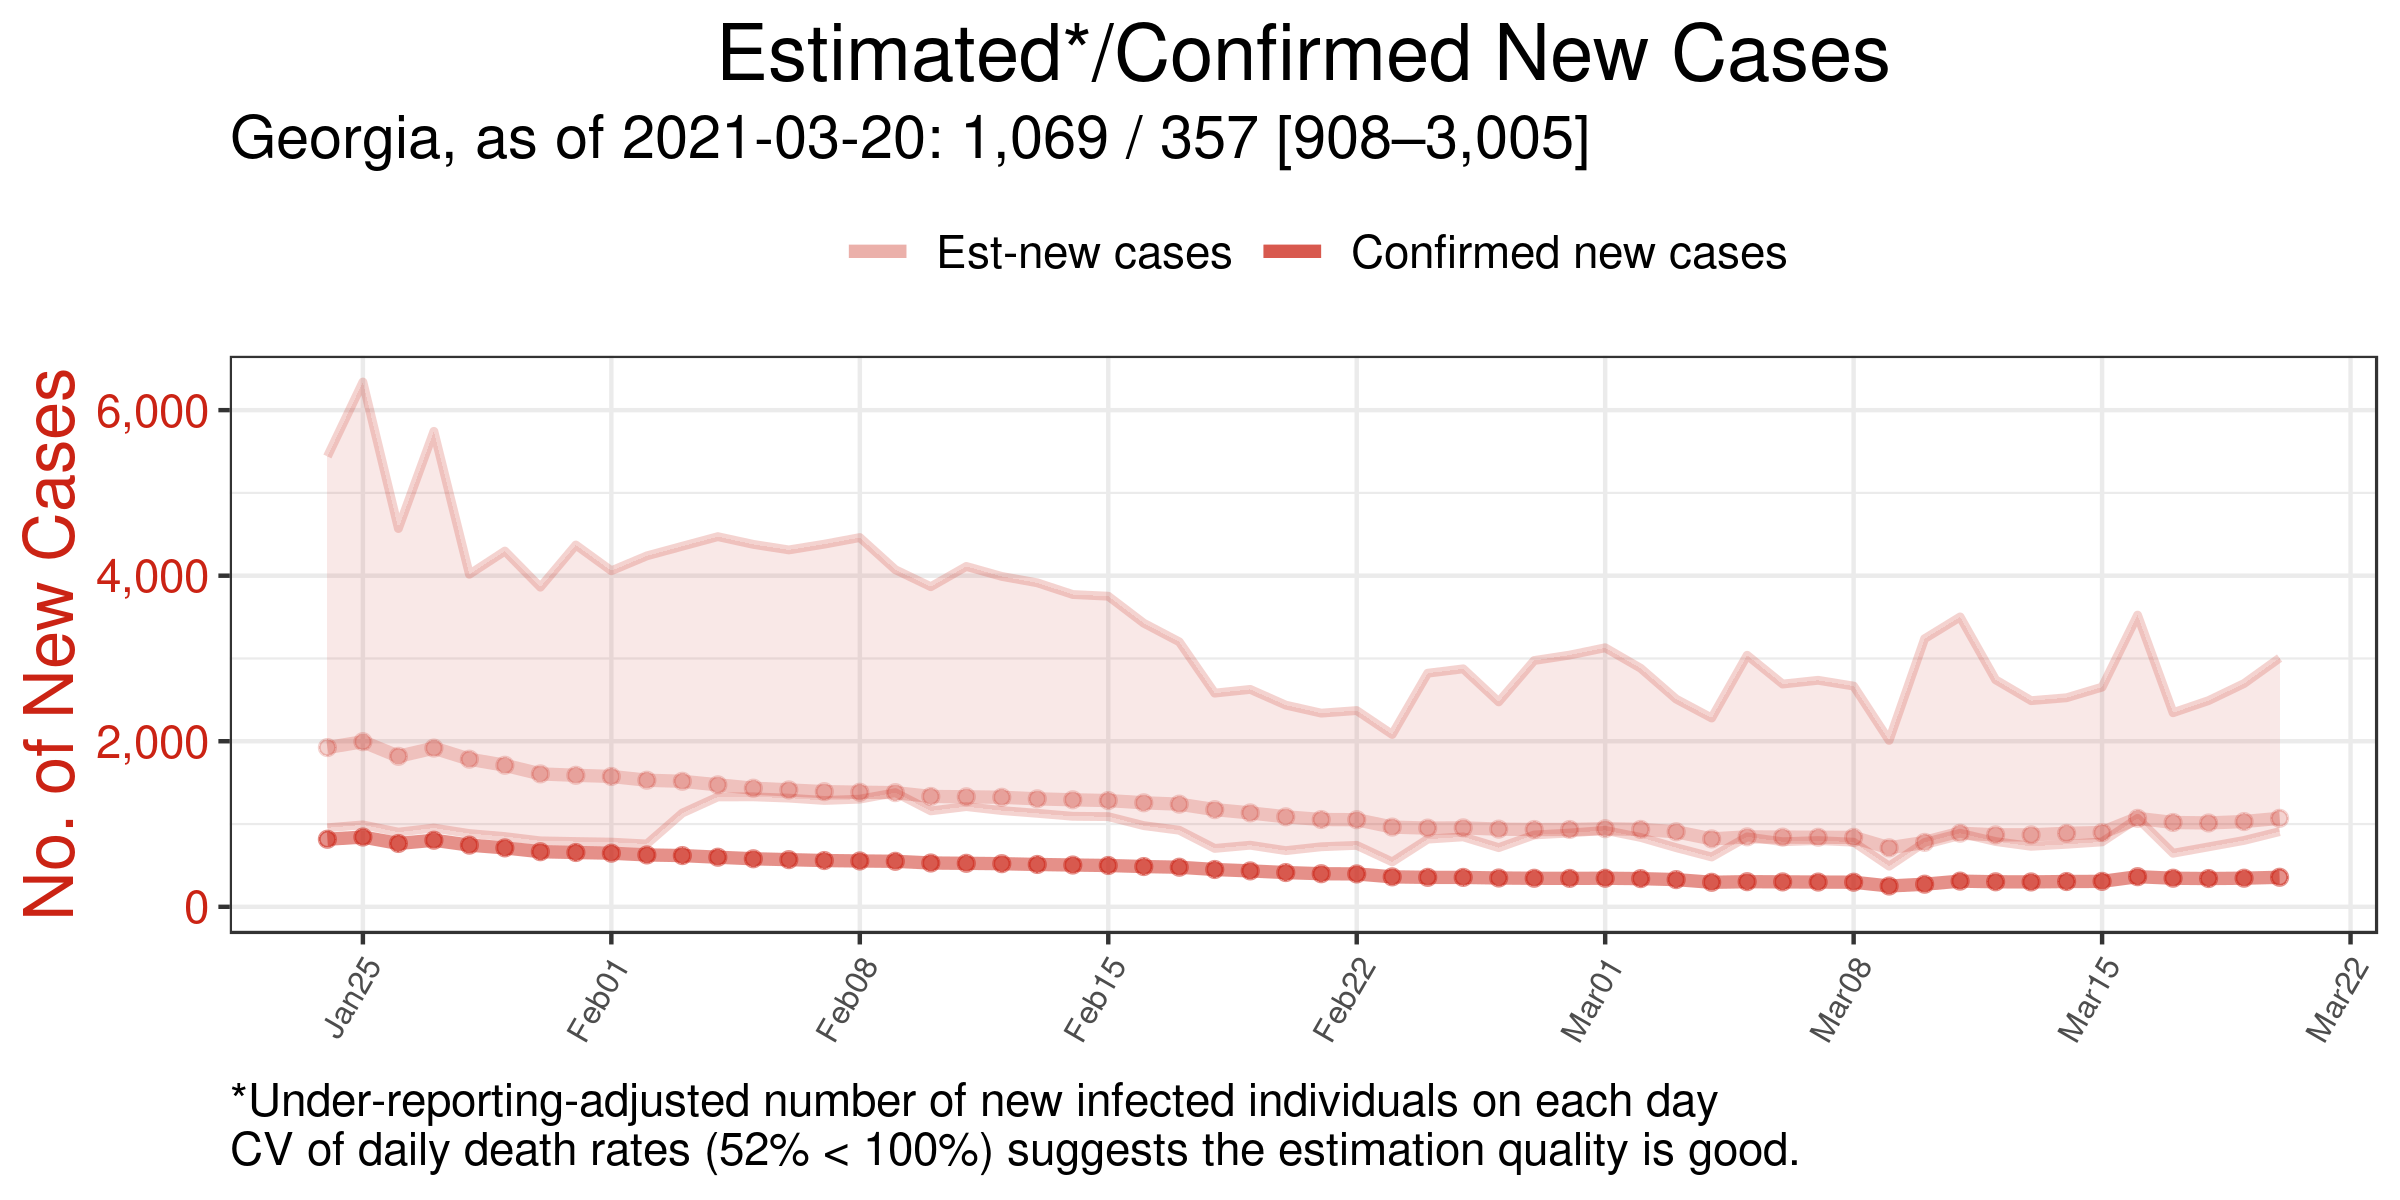 Estimated*/Confirmed New Cases
Georgia, as of 2021-03-20: 1,069 / 357 [908–3,005]
Est-new cases Confirmed new cases
No. of New Cases
6,000
4,000
2,000
0
Jan25 Feb01 Feb08 Feb15 Feb22 Mar01 Mar08 Mar15 Mar22
*Under-reporting-adjusted number of new infected individuals on each day
CV of daily death rates (52% < 100%) suggests the estimation quality is good.